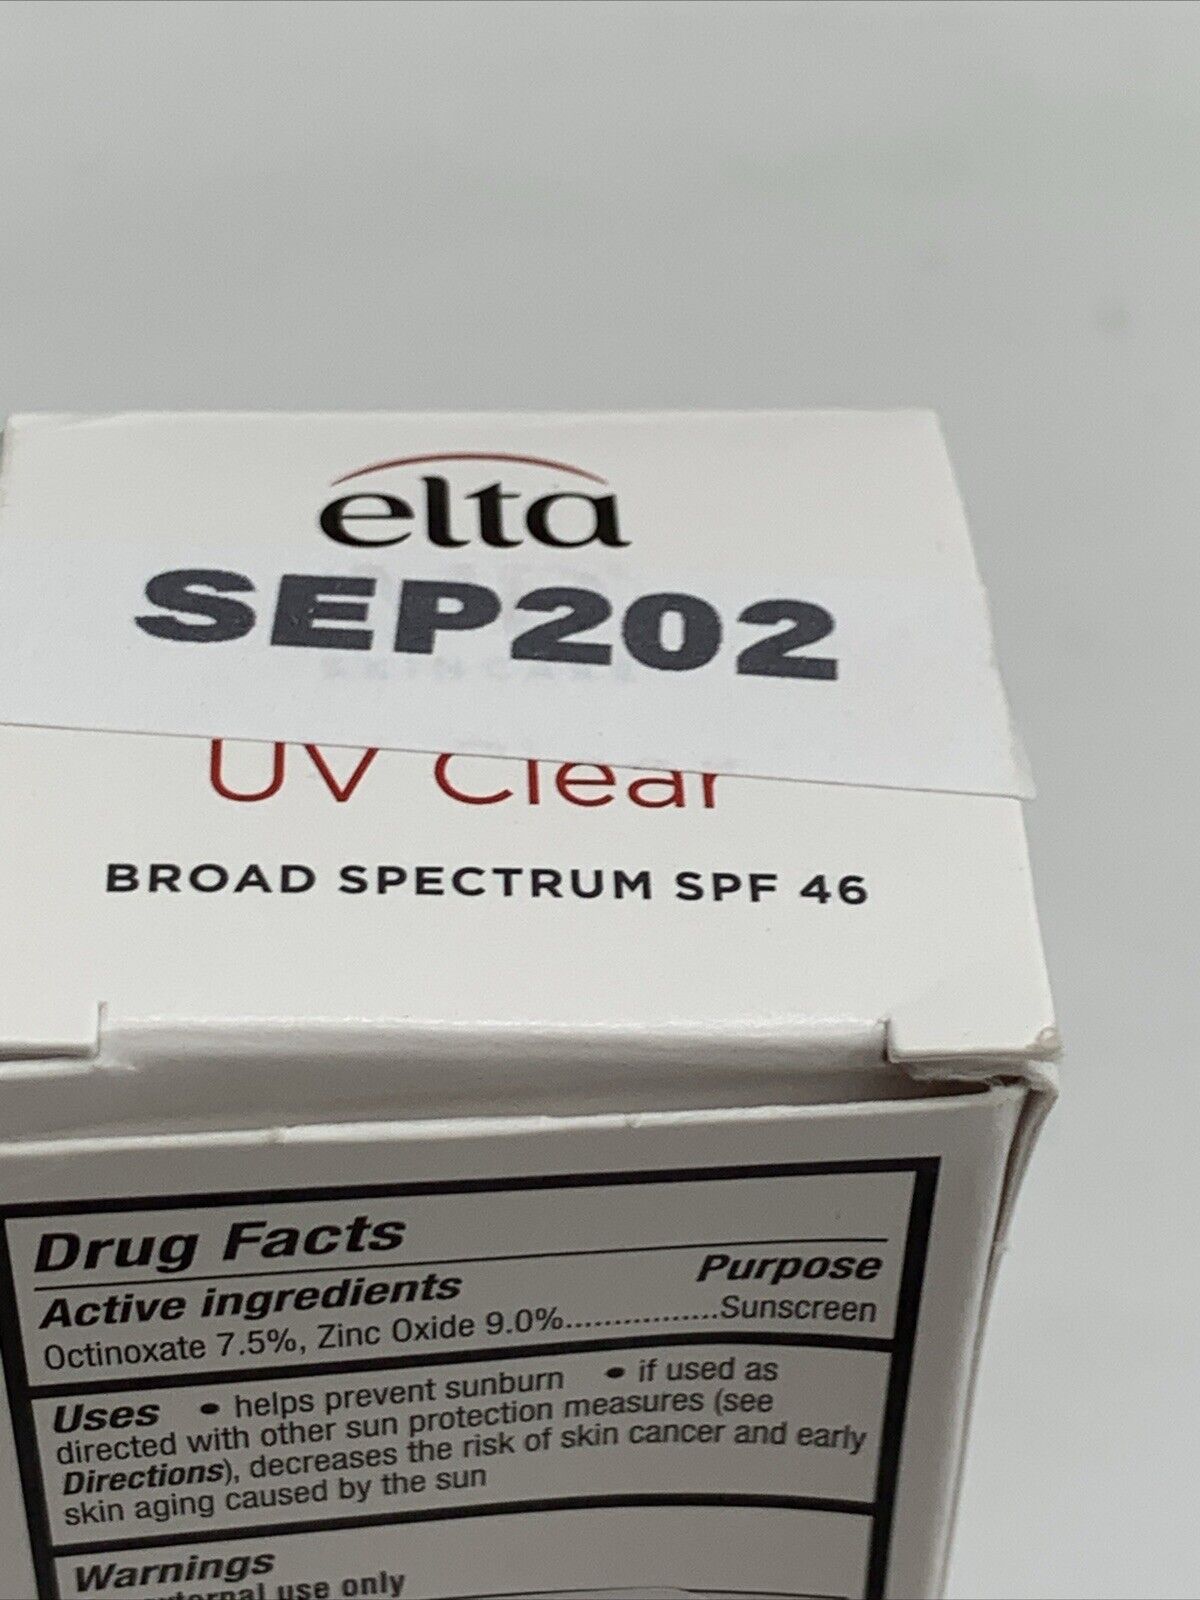 elta
SEP202
UV Clear
BROAD SPECTRUM SPF 46
Drug Facts
Active ingredients Purpose
Octinoxate 7.5%, Zinc Oxide 9.0%................Sunscreen
Uses • helps prevent sunburn • if used as
directed with other sun protection measures (see
Directions), decreases the risk of skin cancer and early
skin aging caused by the sun
Warnings
use only